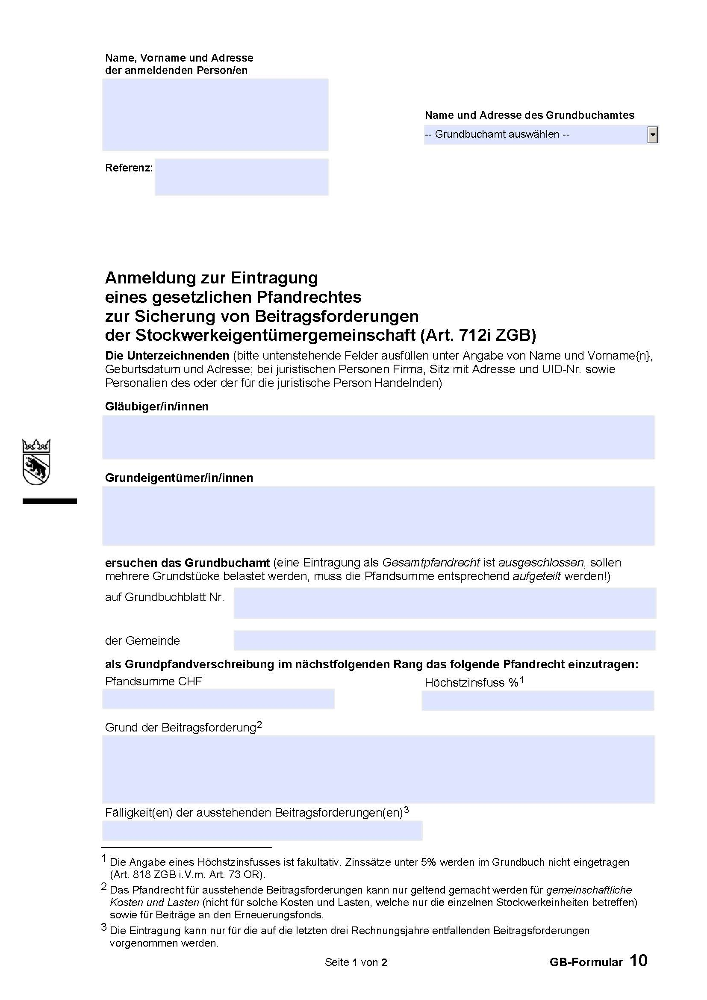 Name, Vorname und Adresse
der anmeldenden Person/en
Name und Adresse des Grundbuchamtes
-- Grundbuchamt auswählen --
Referenz:
Anmeldung zur Eintragung
eines gesetzlichen Pfandrechtes
zur Sicherung von Beitragsforderungen
der Stockwerkeigentümergemeinschaft (Art. 712i ZGB)
Die Unterzeichnenden (bitte untenstehende Felder ausfüllen unter Angabe von Name und Vorname{n},
Geburtsdatum und Adresse; bei juristischen Personen Firma, Sitz mit Adresse und UID-Nr. sowie
Personalien des oder der für die juristische Person Handelnden)
Gläubiger/in/innen
Grundeigentümer/in/innen
ersuchen das Grundbuchamt (eine Eintragung als Gesamtpfandrecht ist ausgeschlossen, sollen
mehrere Grundstücke belastet werden, muss die Pfandsumme entsprechend aufgeteilt werden!)
auf Grundbuchblatt Nr.
der Gemeinde
als Grundpfandverschreibung im nächstfolgenden Rang das folgende Pfandrecht einzutragen:
Pfandsumme CHF
Höchstzinsfuss %1
Grund der Beitragsforderung2
Fälligkeit(en) der ausstehenden Beitragsforderungen(en)3
1 Die Angabe eines Höchstzinsfusses ist fakultativ. Zinssätze unter 5% werden im Grundbuch nicht eingetragen
(Art. 818 ZGB i.V.m. Art. 73 OR).
2 Das Pfandrecht für ausstehende Beitragsforderungen kann nur geltend gemacht werden für gemeinschaftliche
Kosten und Lasten (nicht für solche Kosten und Lasten, welche nur die einzelnen Stockwerkeinheiten betreffen)
sowie für Beiträge an den Erneuerungsfonds.
3 Die Eintragung kann nur für die auf die letzten drei Rechnungsjahre entfallenden Beitragsforderungen
vorgenommen werden.
Seite 1 von 2
GB-Formular 10